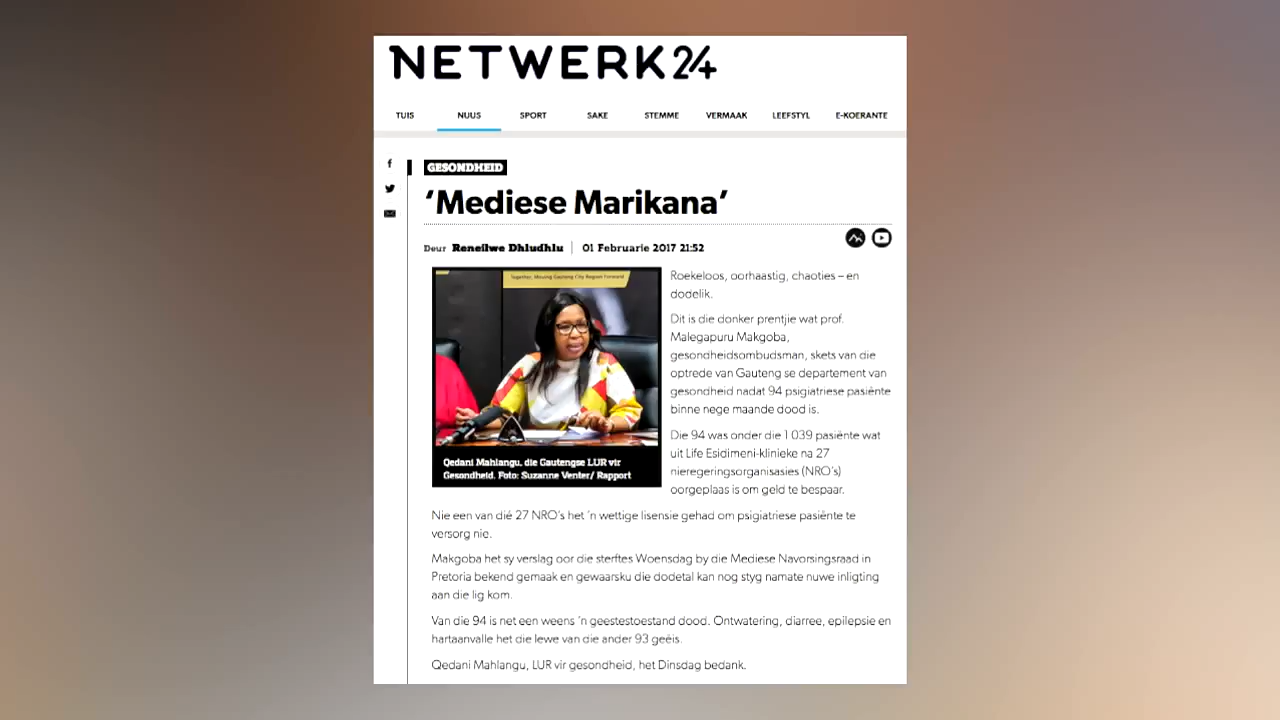 NETWERK24
TUIS NUUS SPORT SAKE STEMME VERMAAK LEEFSTYL E-KOERANTE
GESONDHEID
‘Mediese Marikana’
Deur Reneilwe Dhludhlu | 01 Februarie 2017 21:52
Together, Moving Gauteng City Region Forward
Qedani Mahlangu, die Gautengse LUR vir
Gesondheid. Foto: Suzanne Venter/ Rapport
Roekeloos, oorhaastig, chaoties – en
dodelik.
Dit is die donker prentjie wat prof.
Malegapuru Makgoba,
gesondheidsombudsman, skets van die
optrede van Gauteng se departement van
gesondheid nadat 94 psigiatriese pasiënte
binne nege maande dood is.
Die 94 was onder die 1 039 pasiënte wat
uit Life Esidimeni-klinieke na 27
nieregeringsorganisasies (NRO’s)
oorgeplaas is om geld te bespaar.
Nie een van dié 27 NRO’s het ’n wettige lisensie gehad om psigiatriese pasiënte te
versorg nie.
Makgoba het sy verslag oor die sterftes Woensdag by die Mediese Navorsingsraad in
Pretoria bekend gemaak en gewaarsku die dodetal kan nog styg namate nuwe inligting
aan die lig kom.
Van die 94 is net een weens ’n geestestoestand dood. Ontwatering, diarree, epilepsie en
hartaanvalle het die lewe van die ander 93 geëis.
Qedani Mahlangu, LUR vir gesondheid, het Dinsdag bedank.